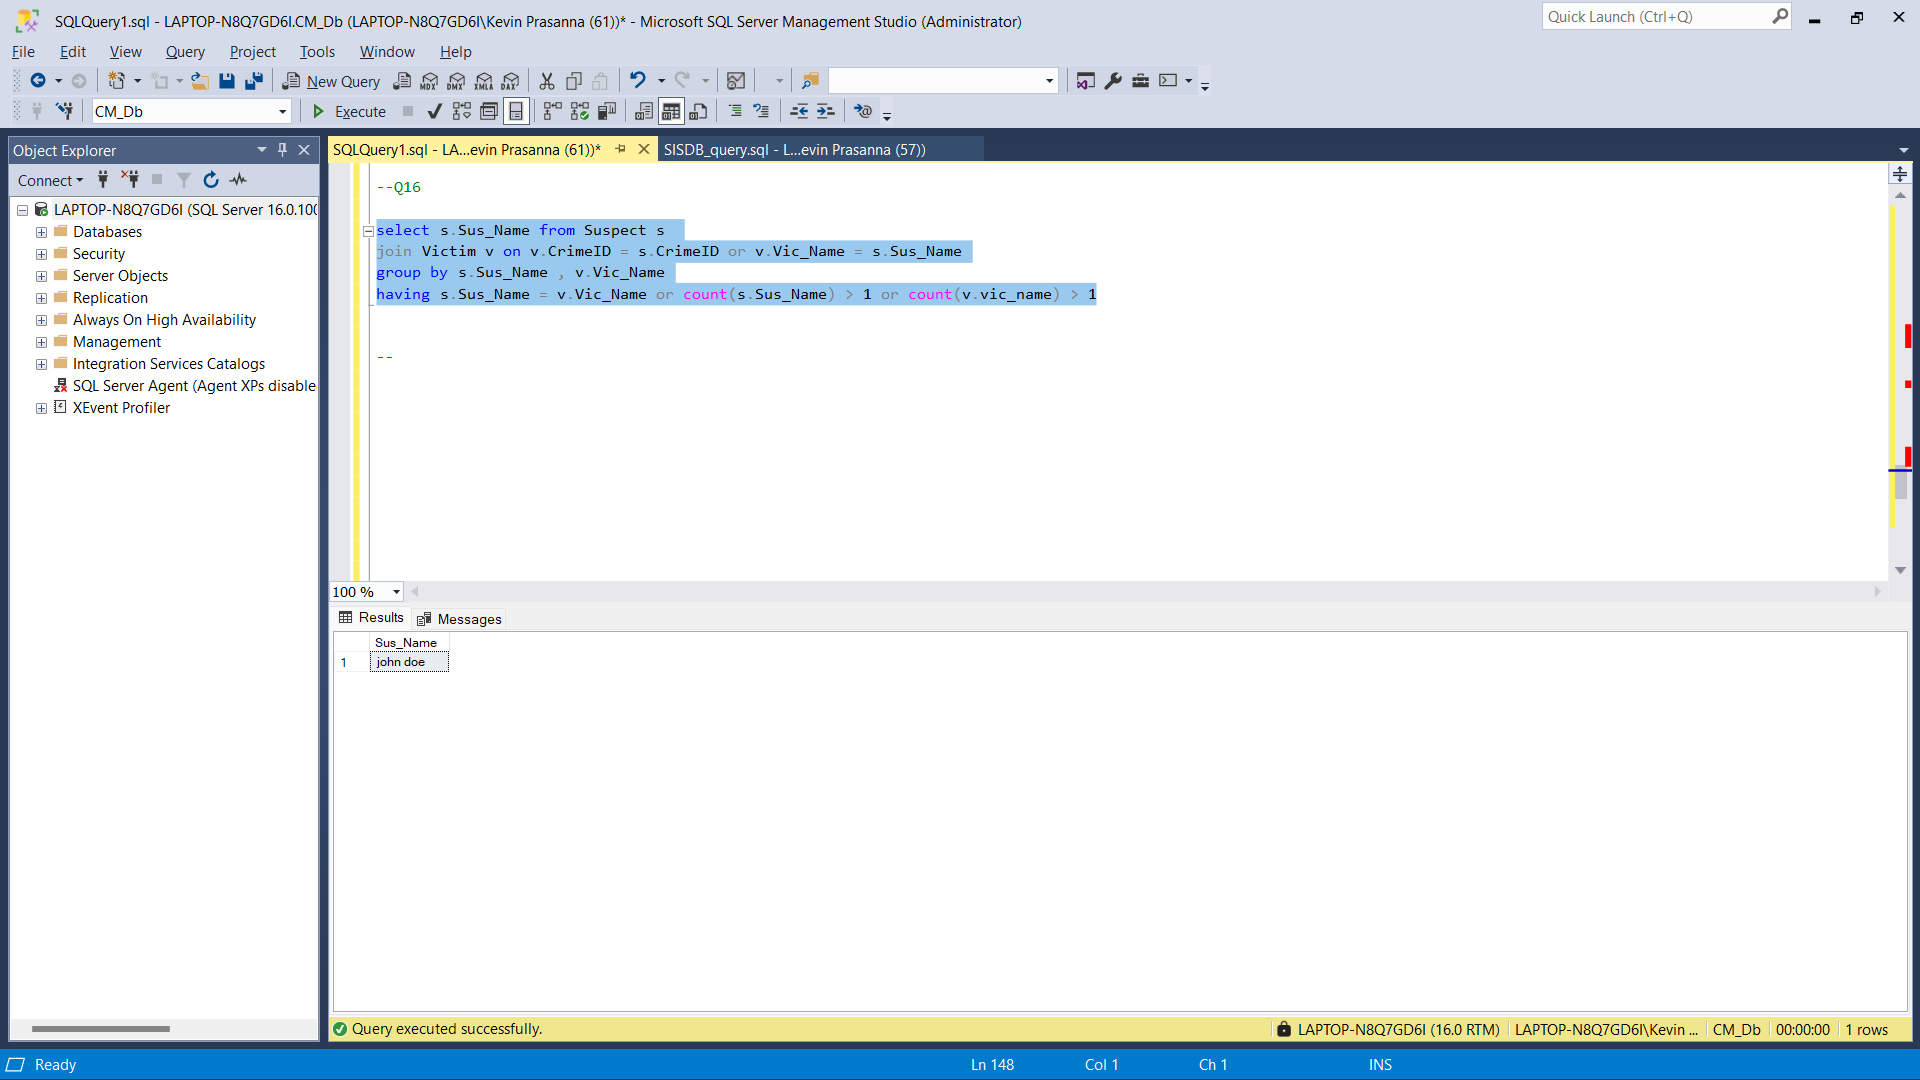 SQLQuery1.sql - LAPTOP-N8Q7GD6I.CM_Db (LAPTOP-N8Q7GD6I\Kevin Prasanna (61))* - Microsoft SQL Server Management Studio (Administrator)
Quick Launch (Ctrl+Q)
File Edit View Query Project Tools Window Help
New Query
MDX DMX XMLA DAX
CM_Db
Execute
Object Explorer
SQLQuery1.sql - LA...evin Prasanna (61))*
SISDB_query.sql - L...evin Prasanna (57))
Connect
LAPTOP-N8Q7GD6I (SQL Server 16.0.100
Databases
Security
Server Objects
Replication
Always On High Availability
Management
Integration Services Catalogs
SQL Server Agent (Agent XPs disable
XEvent Profiler
--Q16
select s.Sus_Name from Suspect s
join Victim v on v.CrimeID = s.CrimeID or v.Vic_Name = s.Sus_Name
group by s.Sus_Name , v.Vic_Name
having s.Sus_Name = v.Vic_Name or count(s.Sus_Name) > 1 or count(v.vic_name) > 1
--
100 %
Results
Messages
Sus_Name
1 john doe
Query executed successfully.
LAPTOP-N8Q7GD6I (16.0 RTM)
LAPTOP-N8Q7GD6I\Kevin ...
CM_Db
00:00:00
1 rows
Ready
Ln 148
Col 1
Ch 1
INS